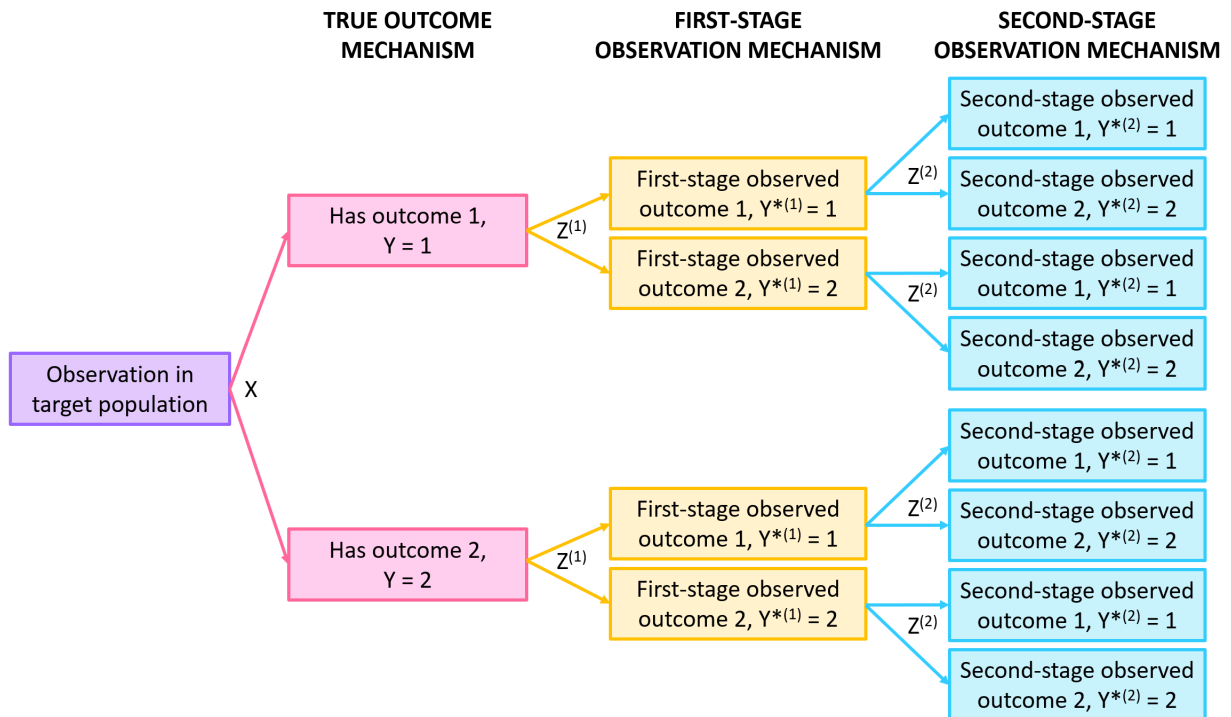 TRUE OUTCOME
MECHANISM
FIRST-STAGE
OBSERVATION MECHANISM
SECOND-STAGE
OBSERVATION MECHANISM
Observation in
target population
X
Has outcome 1,
Y = 1
Z(1)
First-stage observed
outcome 1, Y*(1) = 1
Z(2)
Second-stage observed
outcome 1, Y*(2) = 1
Second-stage observed
outcome 2, Y*(2) = 2
First-stage observed
outcome 2, Y*(1) = 2
Z(2)
Second-stage observed
outcome 1, Y*(2) = 1
Second-stage observed
outcome 2, Y*(2) = 2
Has outcome 2,
Y = 2
Z(1)
First-stage observed
outcome 1, Y*(1) = 1
Z(2)
Second-stage observed
outcome 1, Y*(2) = 1
Second-stage observed
outcome 2, Y*(2) = 2
First-stage observed
outcome 2, Y*(1) = 2
Z(2)
Second-stage observed
outcome 1, Y*(2) = 1
Second-stage observed
outcome 2, Y*(2) = 2